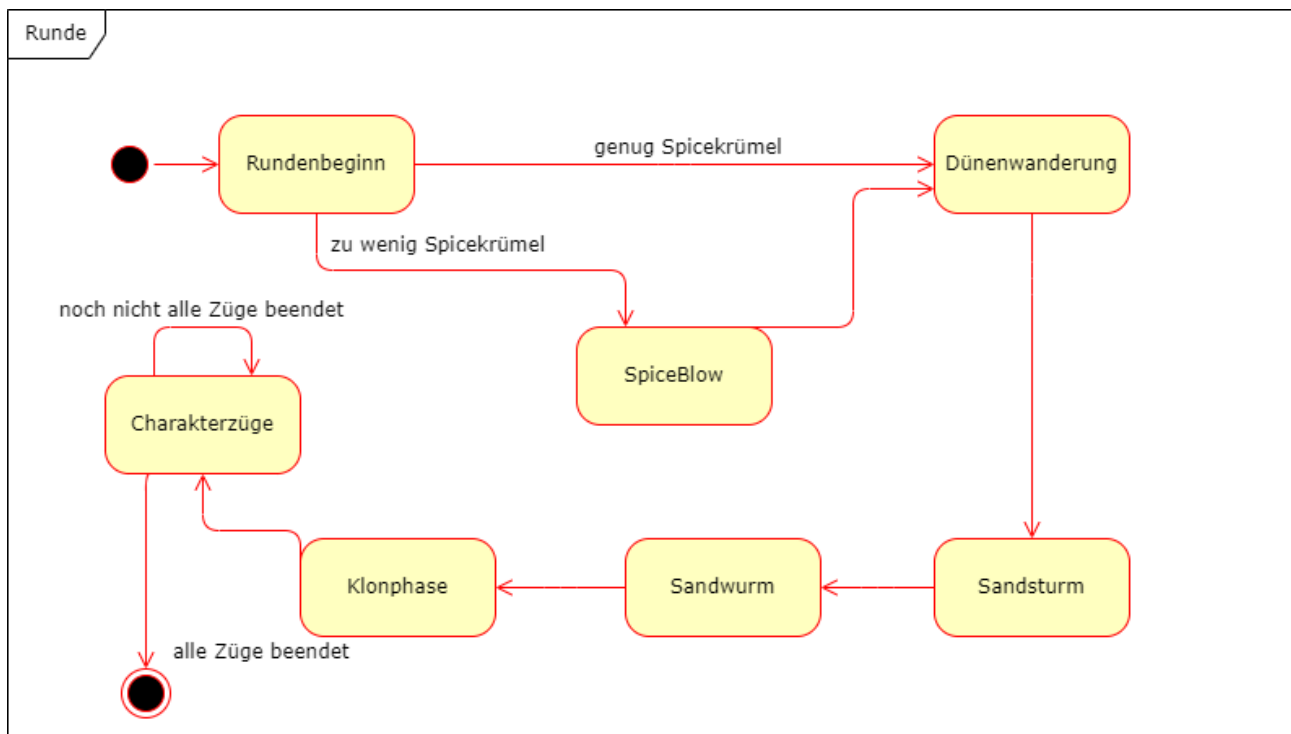 Runde
Rundenbeginn
genug Spicekrümel
Dünenwanderung
zu wenig Spicekrümel
noch nicht alle Züge beendet
SpiceBlow
Charakterzüge
Klonphase
Sandwurm
Sandsturm
alle Züge beendet